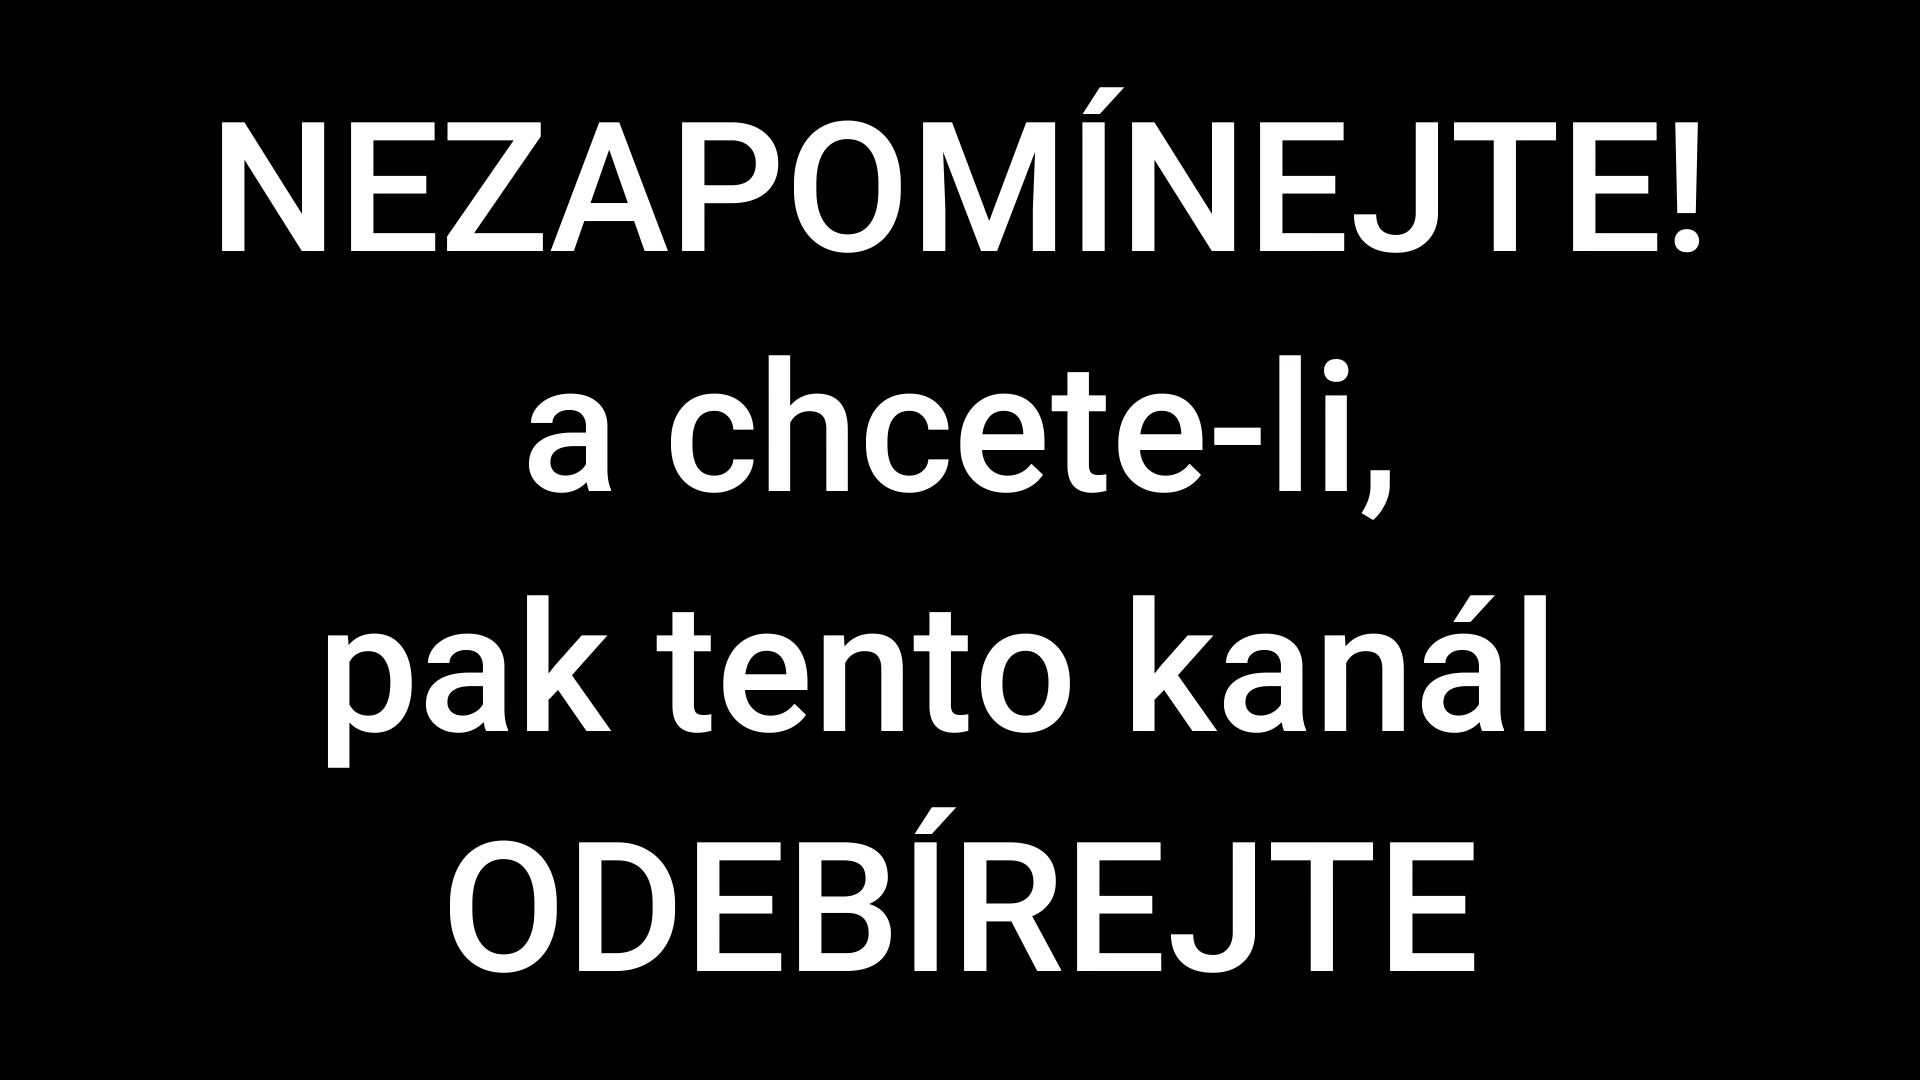 NEZAPOMÍNEJTE!
a chcete-li,
pak tento kanál
ODEBÍREJTE